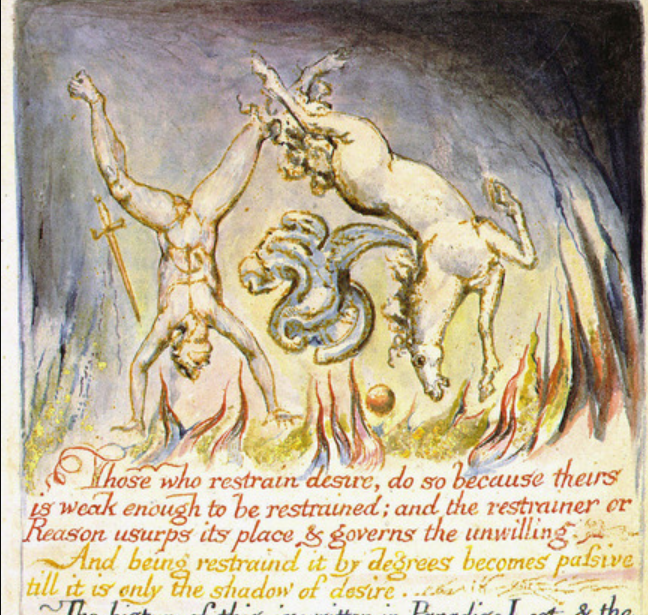 Those who restrain desire, do so because theirs
is weak enough to be restrained; and the restrainer or
Reason usurps its place & governs the unwilling.
And being restraind it by degrees becomes passive
till it is only the shadow of desire.
The history of this is written in Paradise Lost, & the